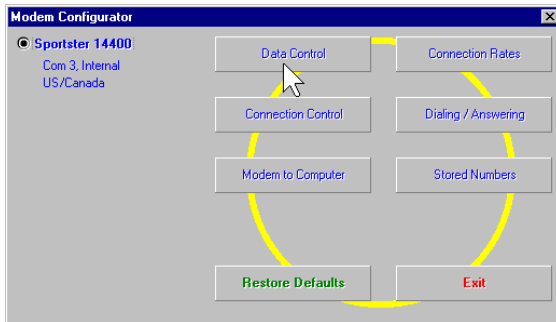 Modem Configurator
Sportster 14400
Com 3, Internal
US/Canada
Data Control
Connection Rates
Connection Control
Dialing / Answering
Modem to Computer
Stored Numbers
Restore Defaults
Exit